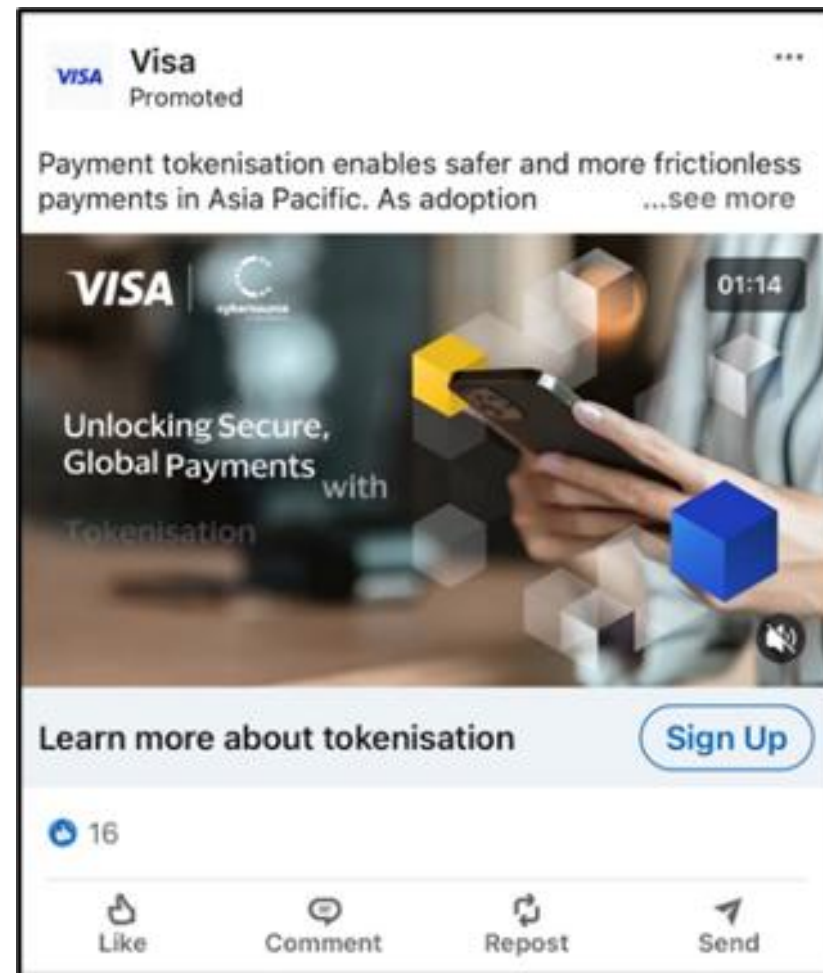 VISA
Visa
Promoted
Payment tokenisation enables safer and more frictionless
payments in Asia Pacific. As adoption ...see more
VISA
cybersource
01:14
Unlocking Secure,
Global Payments
with
Tokenisation
Learn more about tokenisation
Sign Up
16
Like Comment Repost Send